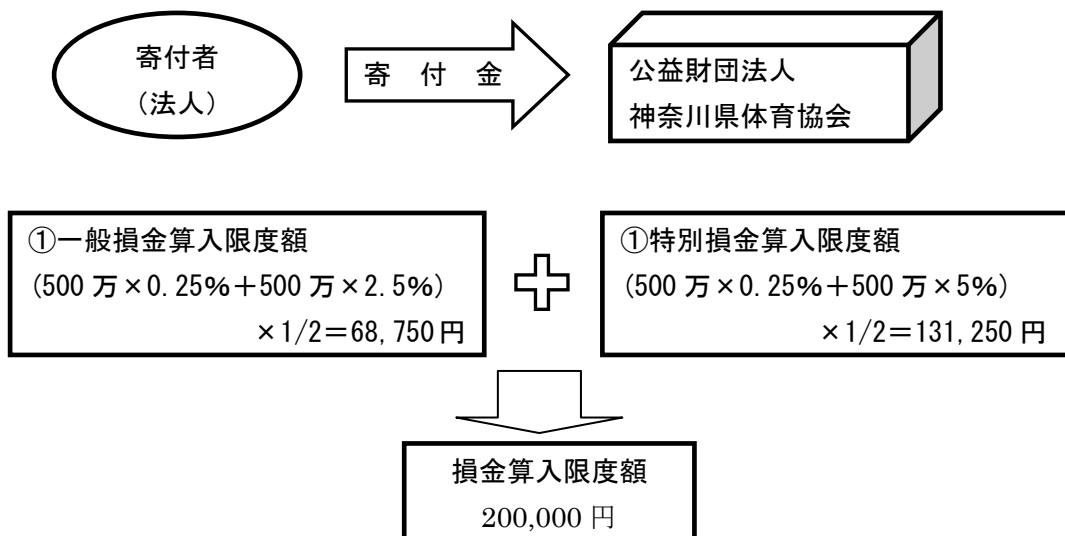 寄付者
(法人)
寄 付 金
公益財団法人
神奈川県体育協会
①一般損金算入限度額
(500 万×0.25%+500 万×2.5%)
×1/2=68,750 円
①特別損金算入限度額
(500 万×0.25%+500 万×5%)
×1/2=131,250 円
損金算入限度額
200,000 円